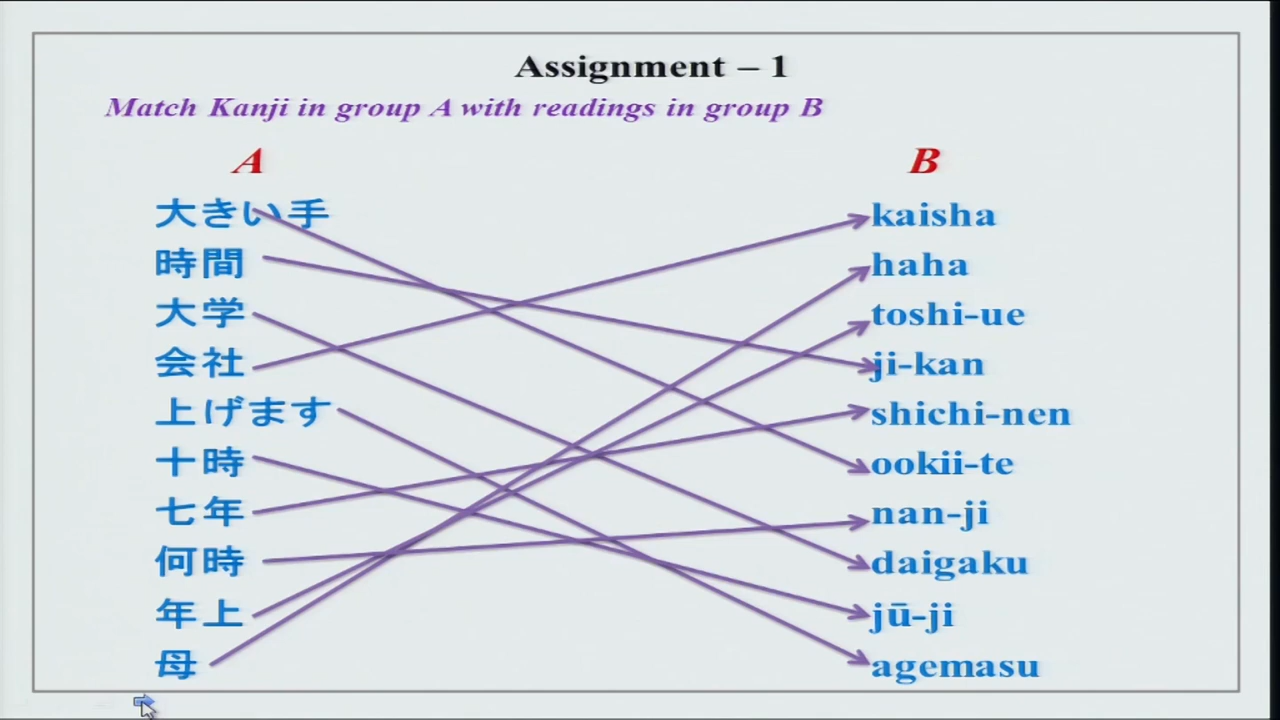 Assignment – 1
Match Kanji in group A with readings in group B
A B
大きい手 kaisha
時間 haha
大学 toshi-ue
会社 ji-kan
上げます shichi-nen
十時 ookii-te
七年 nan-ji
何時 daigaku
年上 jū-ji
母 agemasu